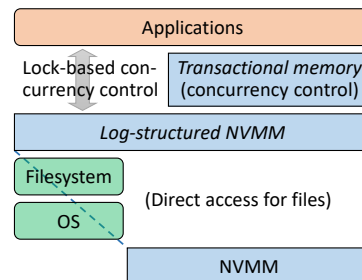 Applications
Lock-based con-
currency control
Transactional memory
(concurrency control)
Log-structured NVMM
Filesystem
(Direct access for files)
OS
NVMM